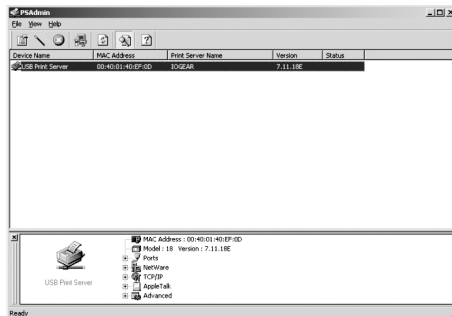 PSAdmin
File View Help
Device Name MAC Address Print Server Name Version Status
USB Print Server 00:40:01:40:EF:0D IOGEAR 7.11.18E
MAC Address : 00:40:01:40:EF:0D
Model : 18 Version : 7.11.18E
Ports
NetWare
TCP/IP
AppleTalk
Advanced
USB Print Server
Ready